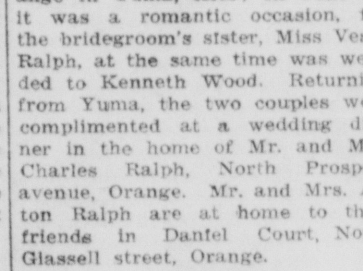 it was a romantic occasion,
the bridegroom's sister, Miss Ve
Ralph, at the same time was we
ded to Kenneth Wood. Returni
from Yuma, the two couples w
complimented at a wedding d
ner in the home of Mr. and M
Charles Ralph, North Prosp
avenue, Orange. Mr. and Mrs.
ton Ralph are at home to th
friends in Daniel Court, No
Glassell street, Orange.